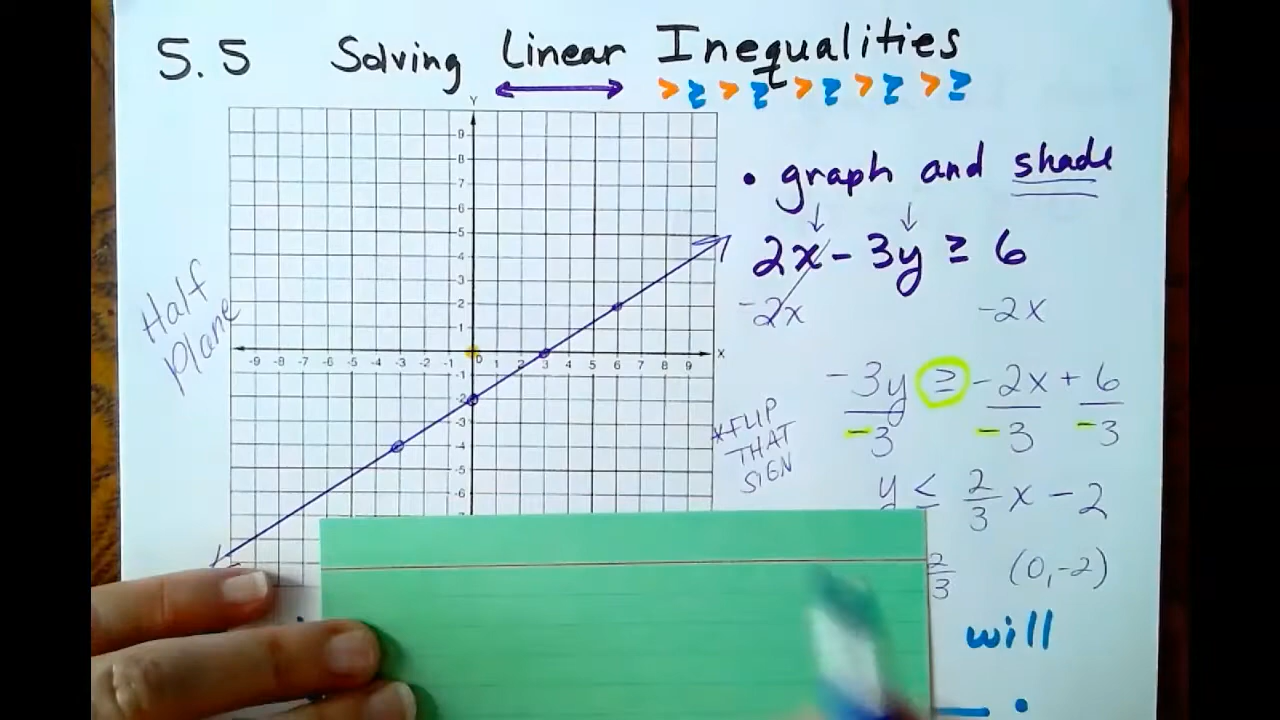 5.5 Solving Linear Inequalities
> ≥ > ≥ > ≥ > ≥ > ≥
Y
9
8
7
6
5
4
3
2
1
-9 -8 -7 -6 -5 -4 -3 -2 -1 0 1 2 3 4 5 6 7 8 9 X
-1
-2
-3
-4
-5
-6
Half
Plane
• graph and shade
2x - 3y ≥ 6
-2x -2x
-3y ≥ -2x + 6
-3 -3 -3
*FLIP
THAT
SIGN
y ≤ 2/3 x - 2
2/3 (0,-2)
will